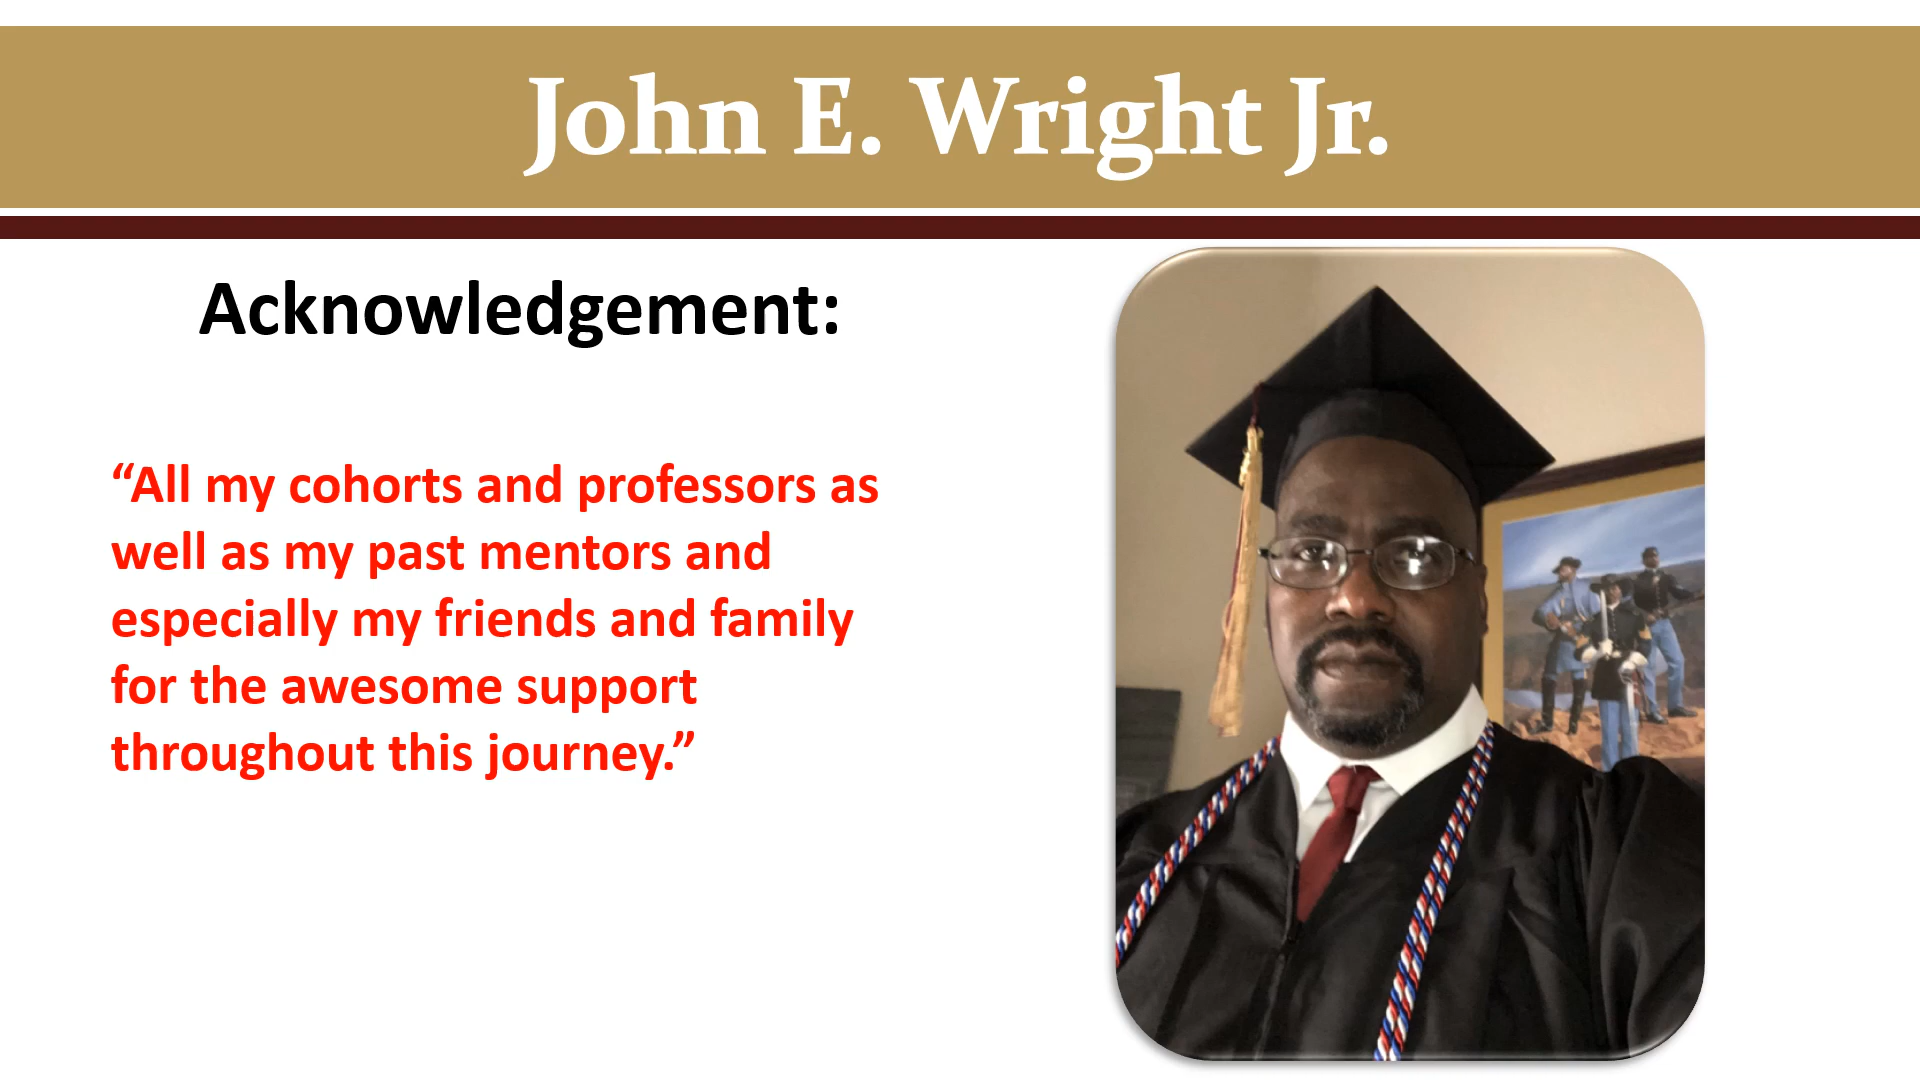 John E. Wright Jr.
Acknowledgement:
“All my cohorts and professors as
well as my past mentors and
especially my friends and family
for the awesome support
throughout this journey.”